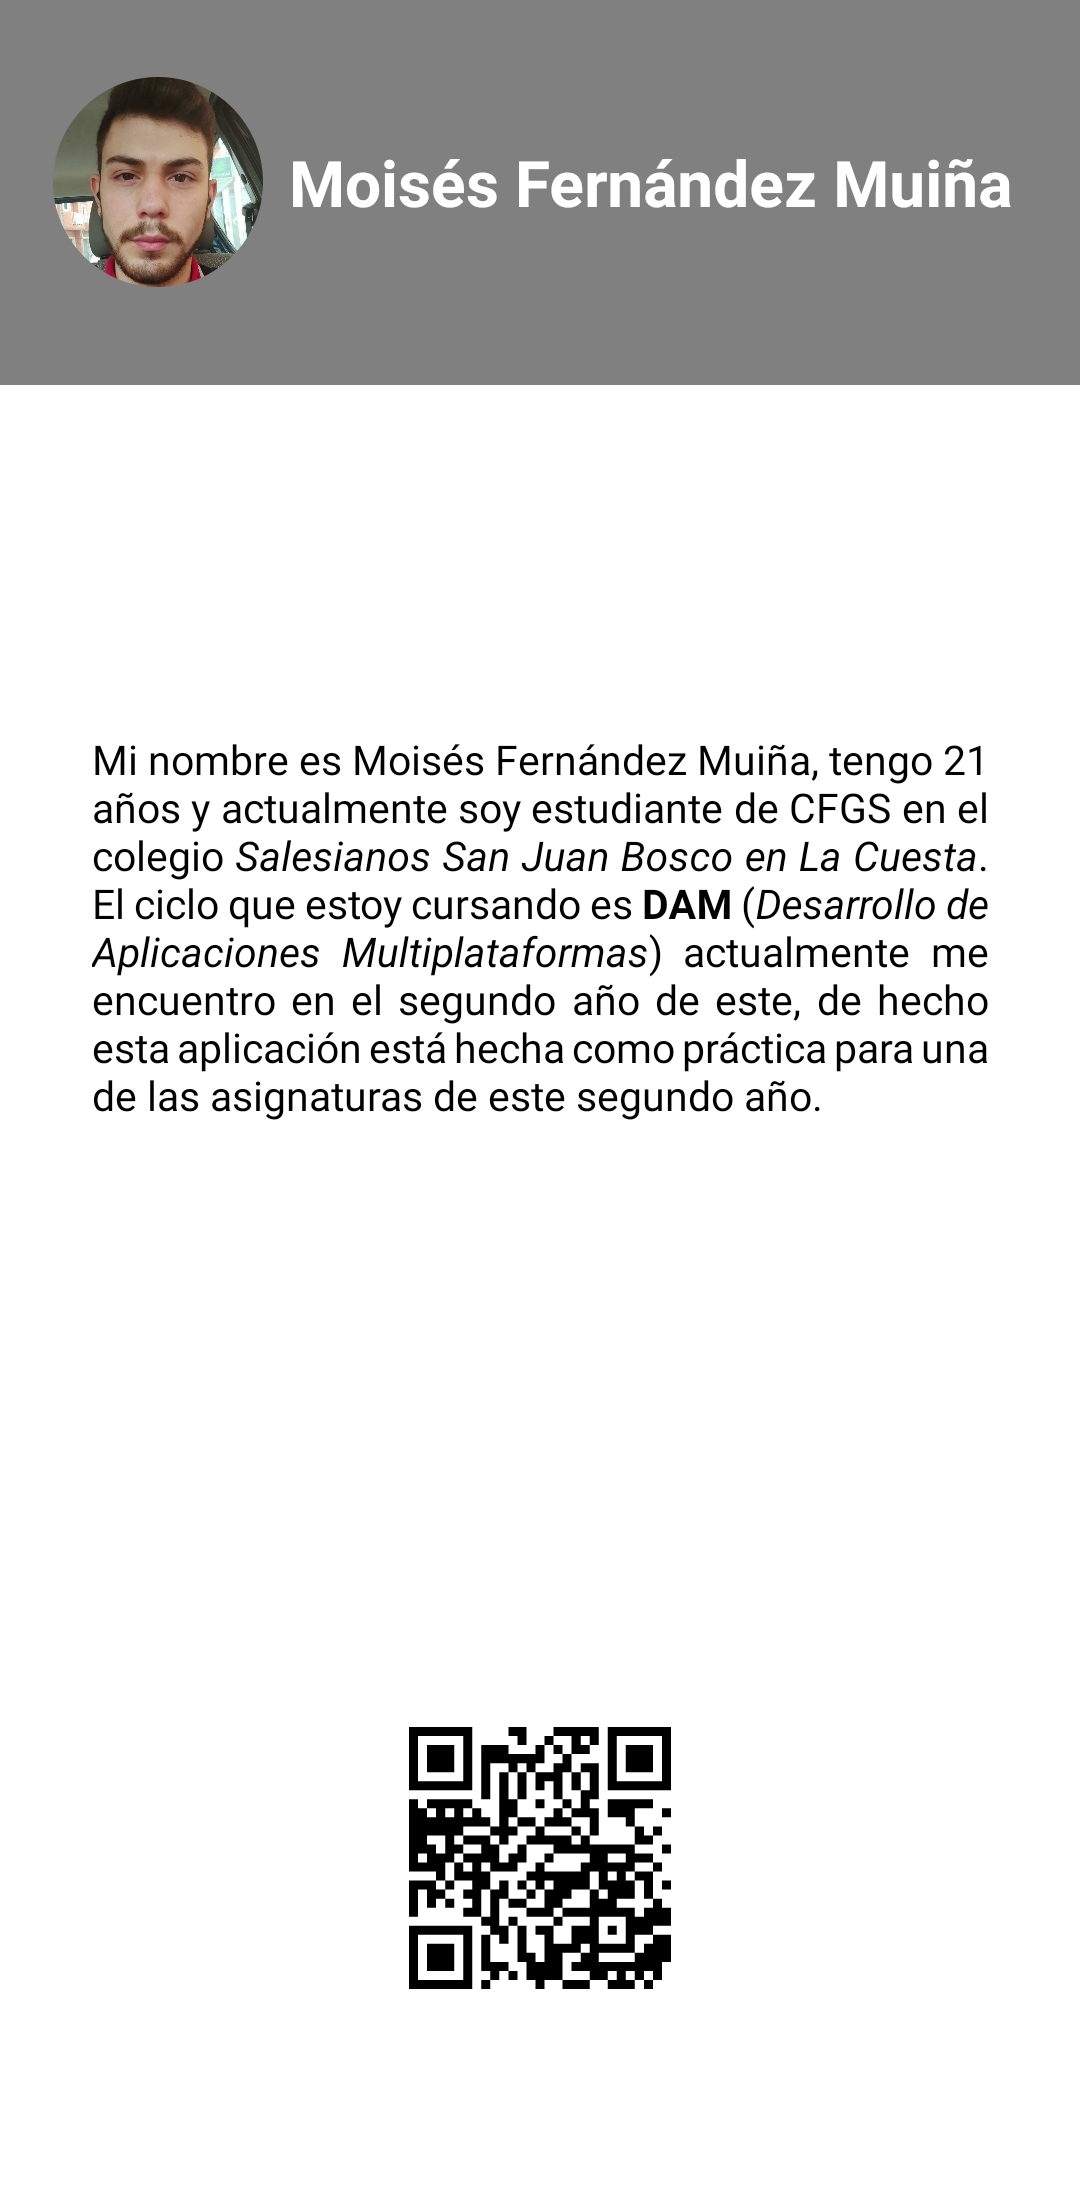 Moisés Fernández Muiña
Mi nombre es Moisés Fernández Muiña, tengo 21
años y actualmente soy estudiante de CFGS en el
colegio Salesianos San Juan Bosco en La Cuesta.
El ciclo que estoy cursando es DAM (Desarrollo de
Aplicaciones Multiplataformas) actualmente me
encuentro en el segundo año de este, de hecho
esta aplicación está hecha como práctica para una
de las asignaturas de este segundo año.